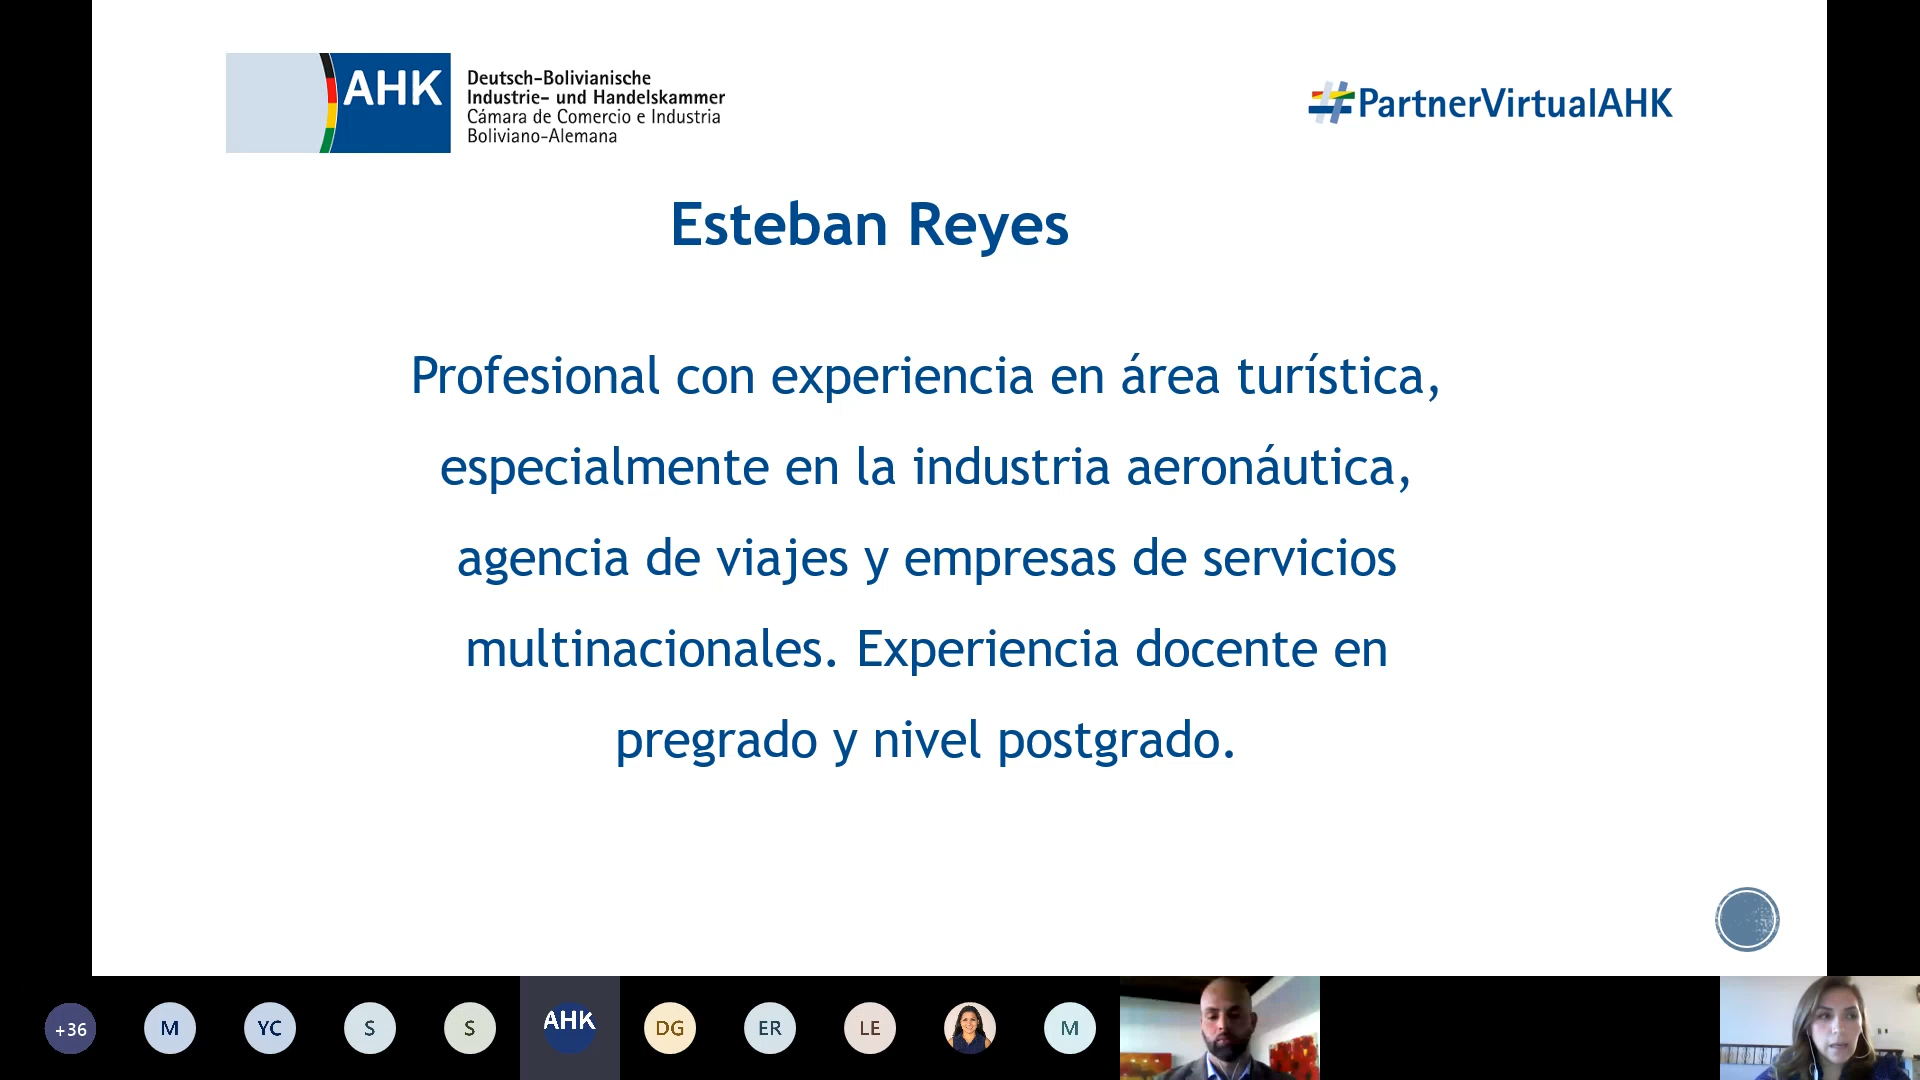 AHK
Deutsch-Bolivianische
Industrie- und Handelskammer
Cámara de Comercio e Industria
Boliviano-Alemana
#PartnerVirtualAHK
Esteban Reyes
Profesional con experiencia en área turística,
especialmente en la industria aeronáutica,
agencia de viajes y empresas de servicios
multinacionales. Experiencia docente en
pregrado y nivel postgrado.
+36
M
YC
S
S
AHK
DG
ER
LE
M